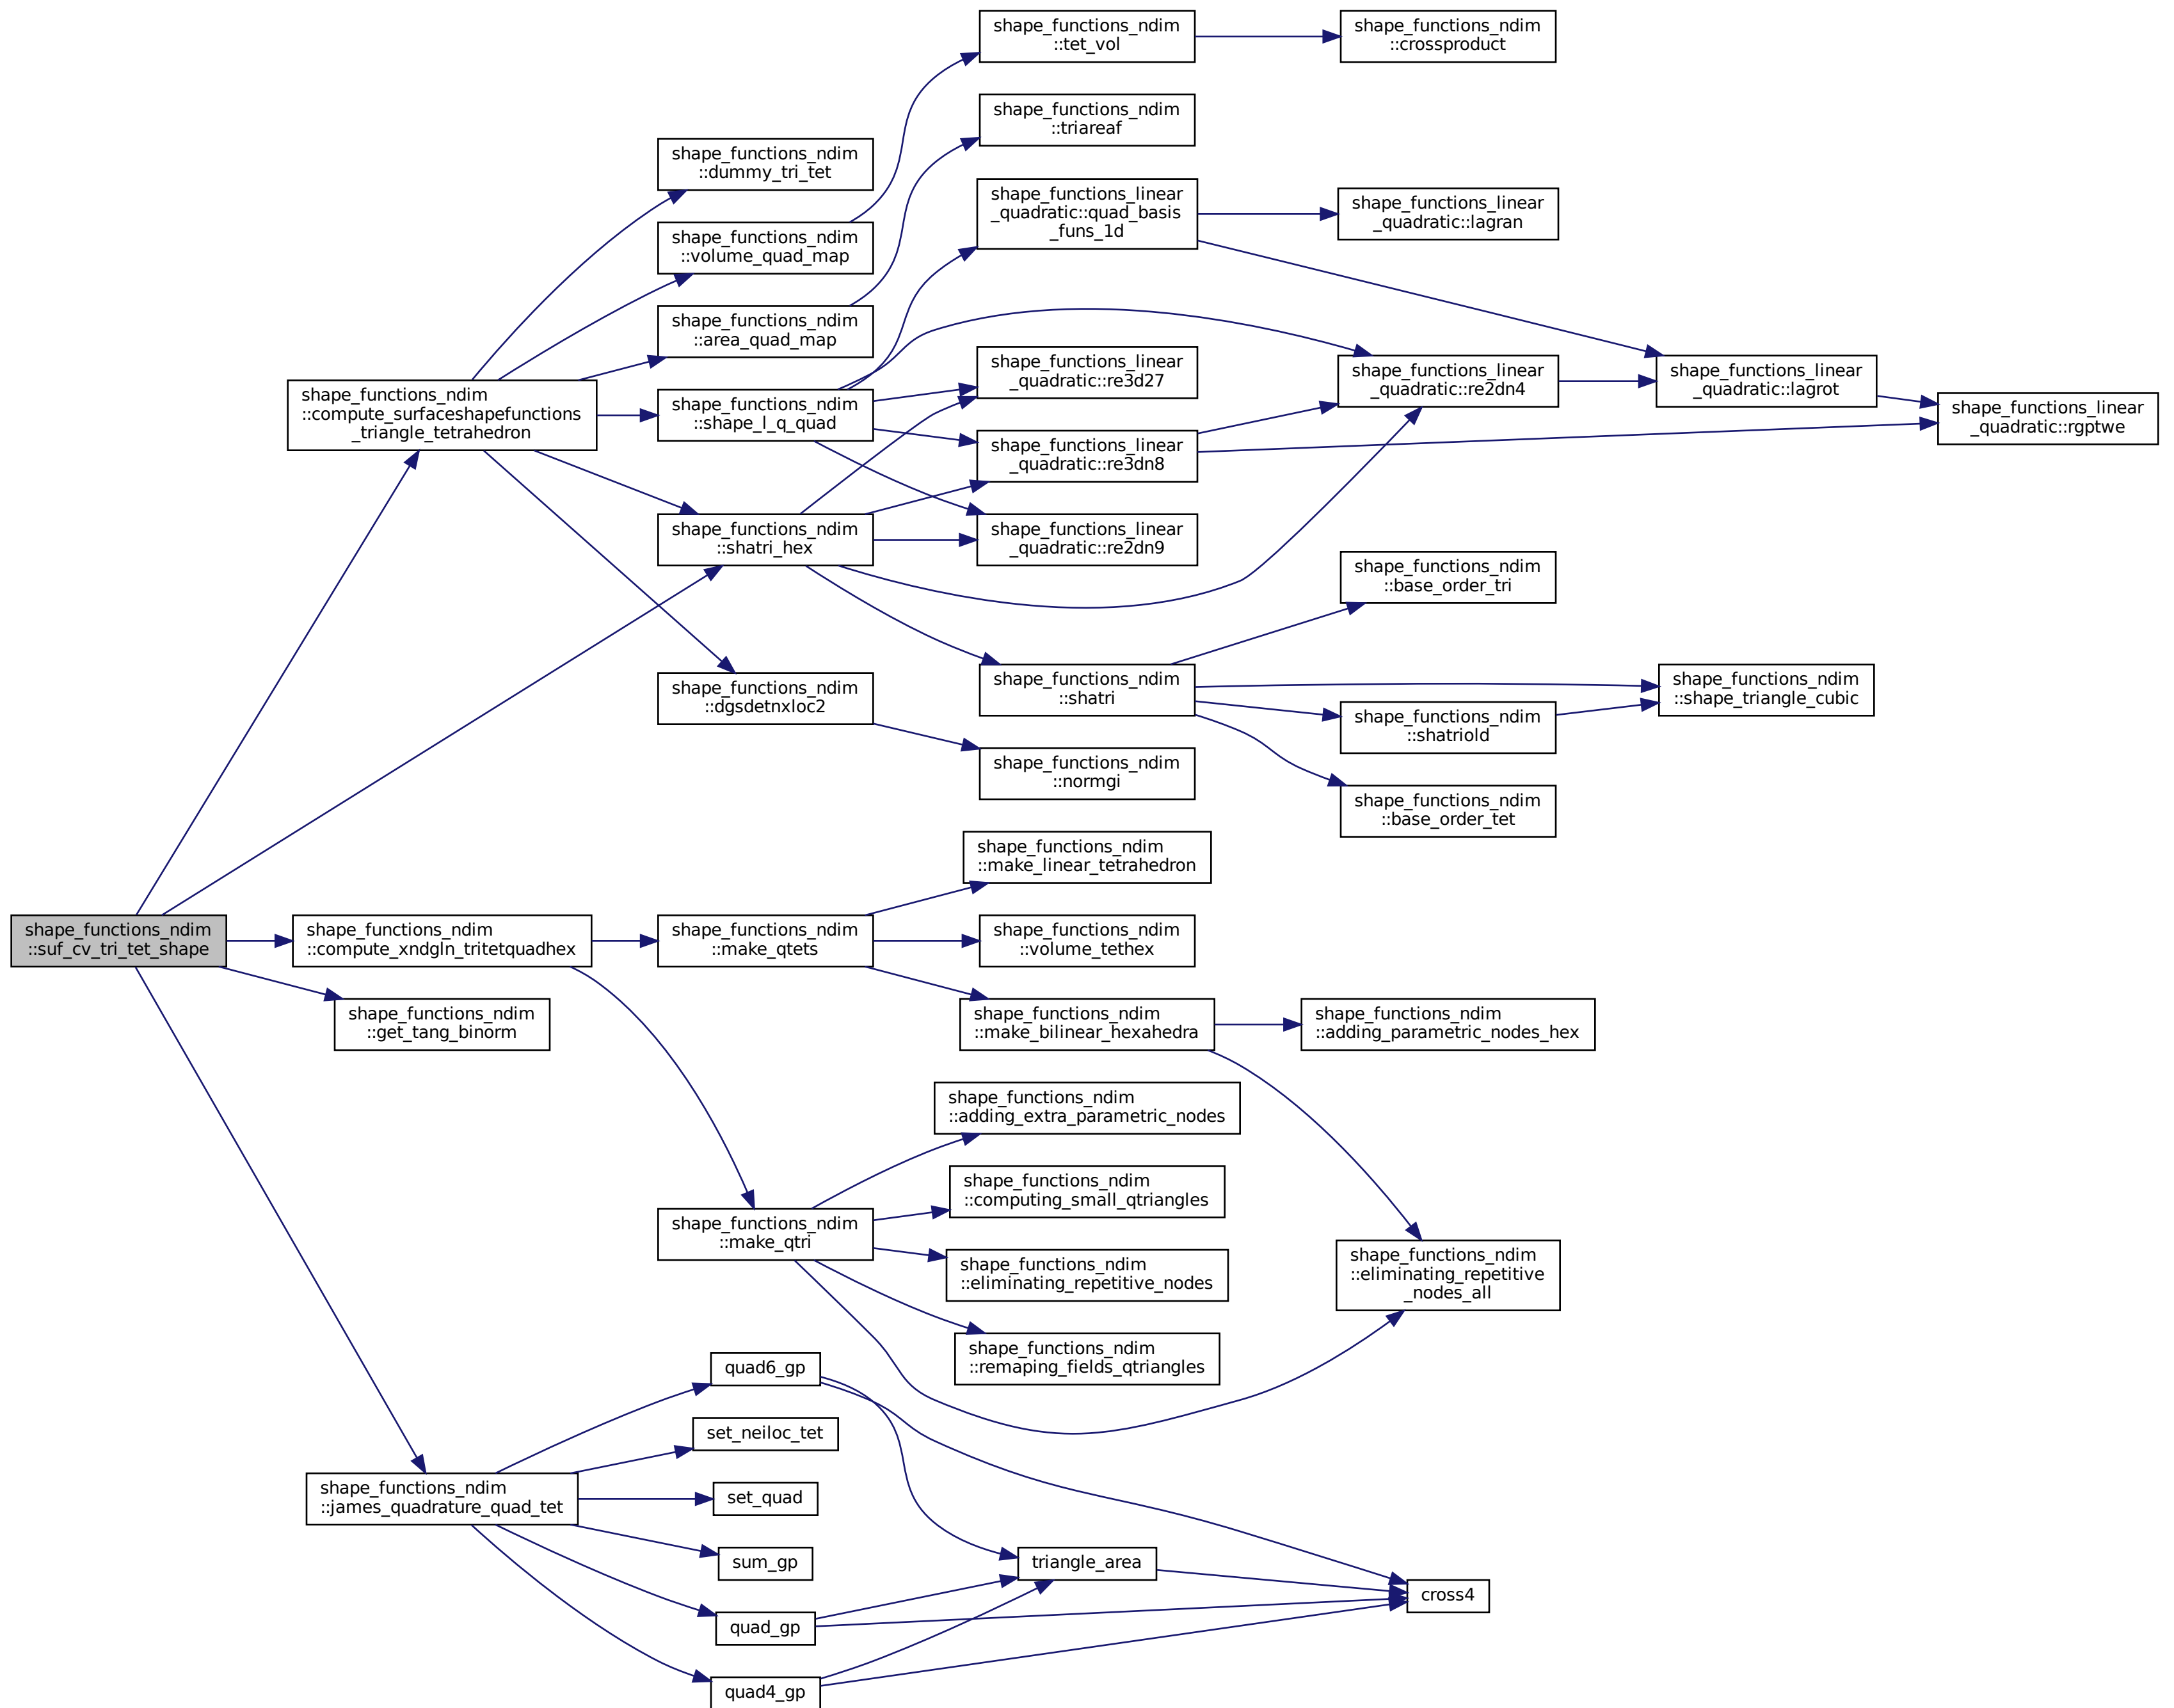 shape_functions_ndim
::tet_vol
shape_functions_ndim
::crossproduct
shape_functions_ndim
::triareaf
shape_functions_ndim
::dummy_tri_tet
shape_functions_linear
_quadratic::quad_basis
_funs_1d
shape_functions_linear
_quadratic::lagran
shape_functions_ndim
::volume_quad_map
shape_functions_ndim
::area_quad_map
shape_functions_linear
_quadratic::re3d27
shape_functions_linear
_quadratic::re2dn4
shape_functions_linear
_quadratic::lagrot
shape_functions_linear
_quadratic::rgptwe
shape_functions_ndim
::compute_surfaceshapefunctions
_triangle_tetrahedron
shape_functions_ndim
::shape_l_q_quad
shape_functions_linear
_quadratic::re3dn8
shape_functions_ndim
::shatri_hex
shape_functions_linear
_quadratic::re2dn9
shape_functions_ndim
::base_order_tri
shape_functions_ndim
::dgsdetnxloc2
shape_functions_ndim
::shatri
shape_functions_ndim
::shape_triangle_cubic
shape_functions_ndim
::shatriold
shape_functions_ndim
::normgi
shape_functions_ndim
::base_order_tet
shape_functions_ndim
::make_linear_tetrahedron
shape_functions_ndim
::suf_cv_tri_tet_shape
shape_functions_ndim
::compute_xndgln_tritetquadhex
shape_functions_ndim
::make_qtets
shape_functions_ndim
::volume_tethex
shape_functions_ndim
::get_tang_binorm
shape_functions_ndim
::make_bilinear_hexahedra
shape_functions_ndim
::adding_parametric_nodes_hex
shape_functions_ndim
::adding_extra_parametric_nodes
shape_functions_ndim
::computing_small_qtriangles
shape_functions_ndim
::make_qtri
shape_functions_ndim
::eliminating_repetitive_nodes
shape_functions_ndim
::eliminating_repetitive
_nodes_all
shape_functions_ndim
::remaping_fields_qtriangles
quad6_gp
set_neiloc_tet
shape_functions_ndim
::james_quadrature_quad_tet
set_quad
sum_gp
triangle_area
cross4
quad_gp
quad4_gp